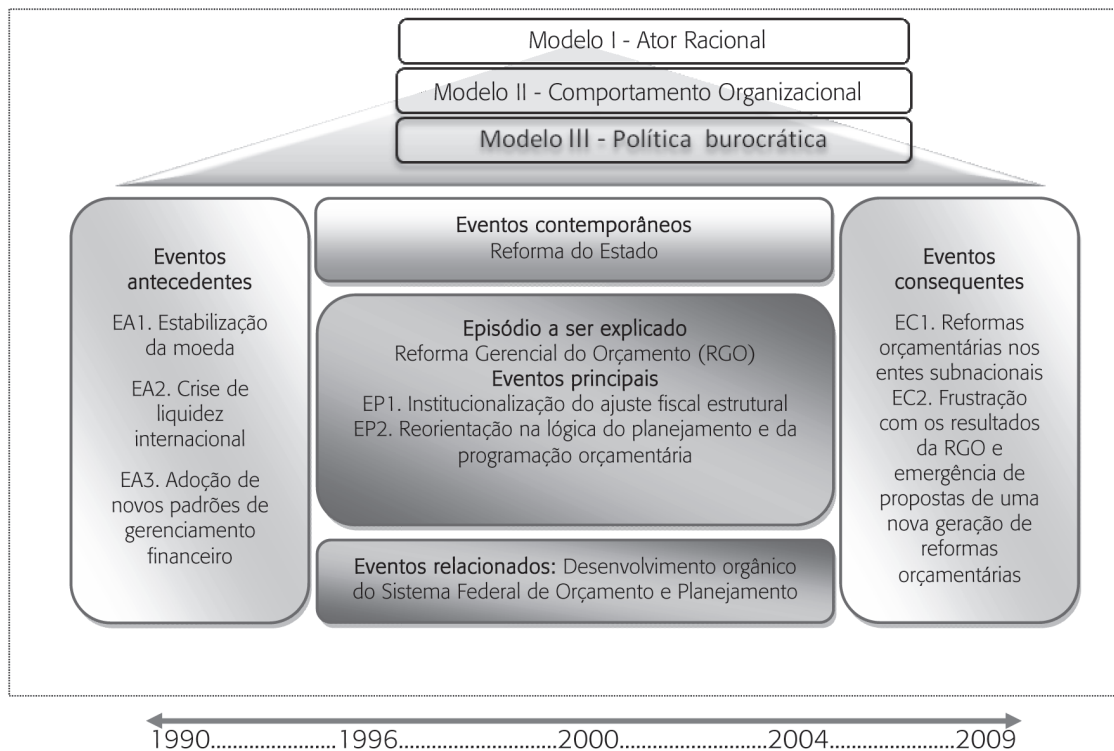 Modelo I - Ator Racional
Modelo II - Comportamento Organizacional
Modelo III - Política burocrática
Eventos
antecedentes
EA1. Estabilização
da moeda
EA2. Crise de
liquidez
internacional
EA3. Adoção de
novos padrões de
gerenciamento
financeiro
Eventos contemporâneos
Reforma do Estado
Episódio a ser explicado
Reforma Gerencial do Orçamento (RGO)
Eventos principais
EP1. Institucionalização do ajuste fiscal estrutural
EP2. Reorientação na lógica do planejamento e da
programação orçamentária
Eventos relacionados: Desenvolvimento orgânico
do Sistema Federal de Orçamento e Planejamento
Eventos
consequentes
EC1. Reformas
orçamentárias nos
entes subnacionais
EC2. Frustração
com os resultados
da RGO e
emergência de
propostas de uma
nova geração de
reformas
orçamentárias
1990....................1996...........................2000..........................2004.......................2009